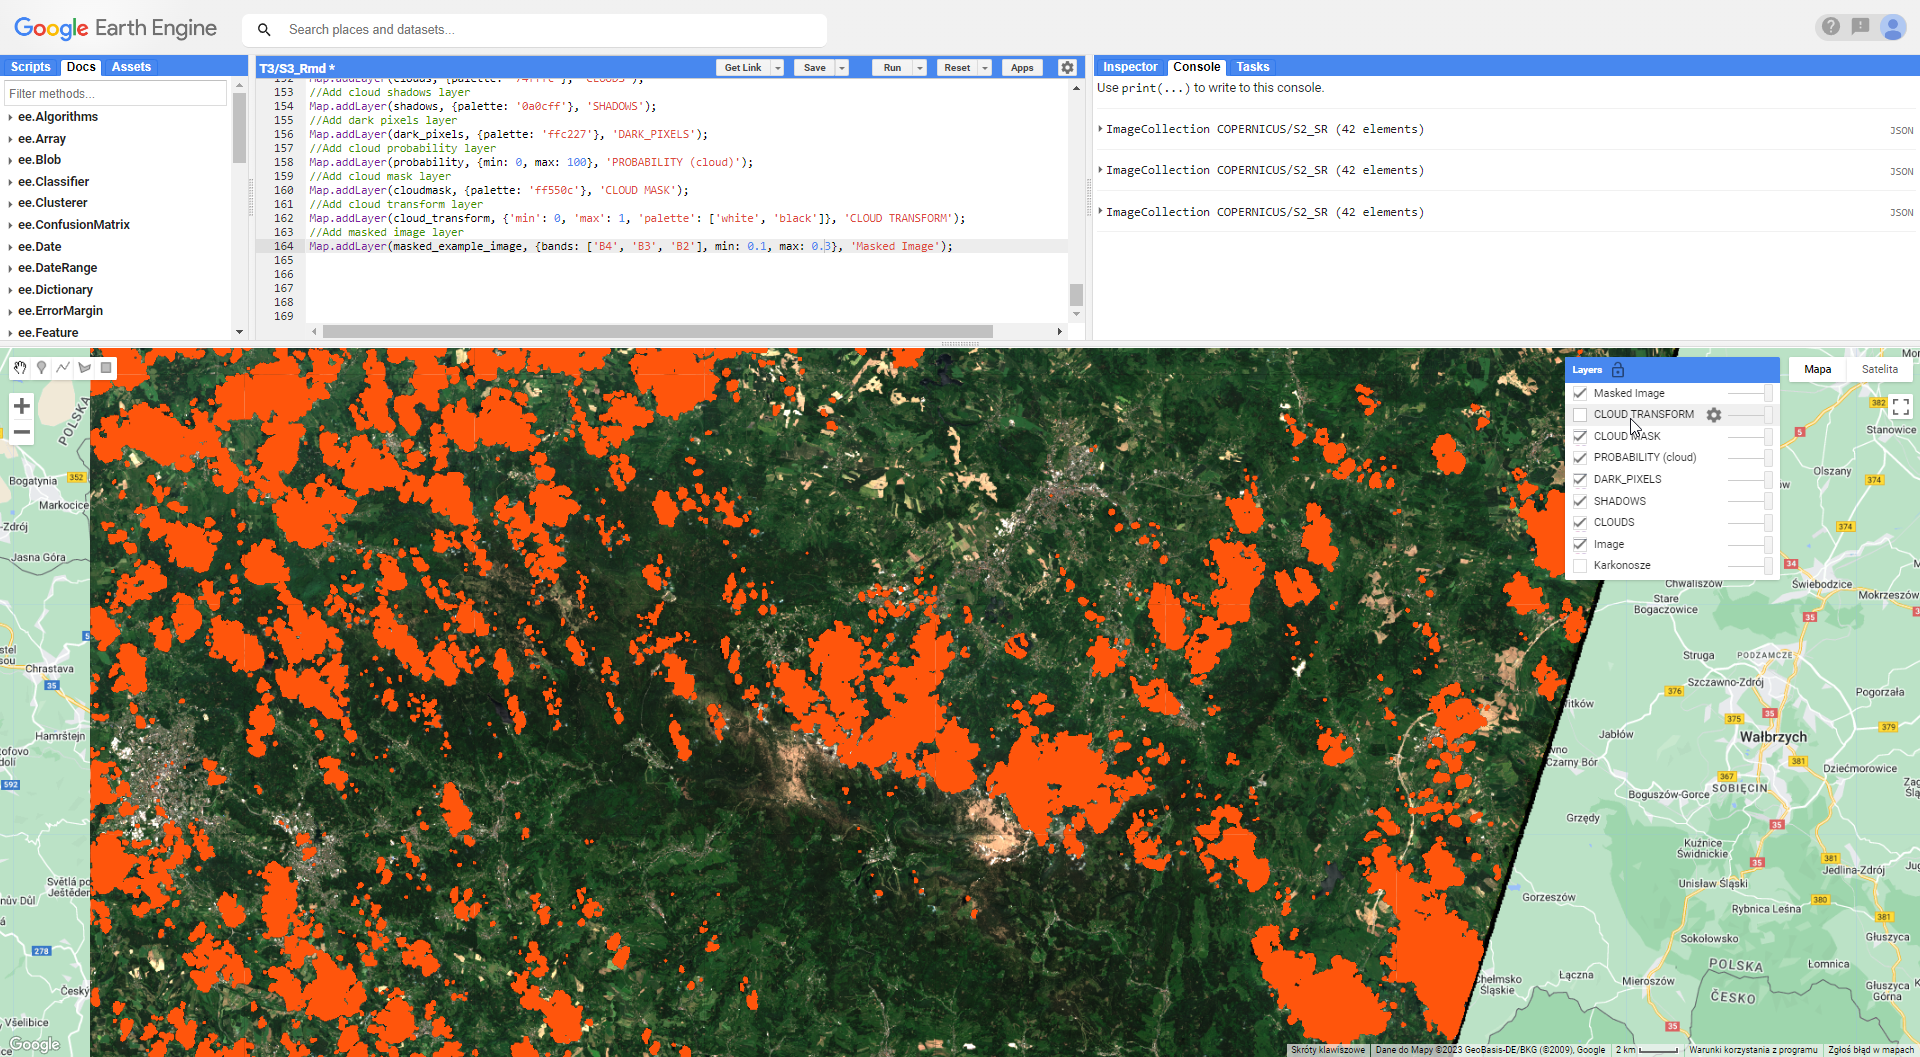 Google Earth Engine
Search places and datasets...
Scripts Docs Assets
Filter methods...
ee.Algorithms
ee.Array
ee.Blob
ee.Classifier
ee.Clusterer
ee.ConfusionMatrix
ee.Date
ee.DateRange
ee.Dictionary
ee.ErrorMargin
ee.Feature
T3/S3_Rmd *
Get Link Save Run Reset Apps
153 //Add cloud shadows layer
154 Map.addLayer(shadows, {palette: '0a0cff'}, 'SHADOWS');
155 //Add dark pixels layer
156 Map.addLayer(dark_pixels, {palette: 'ffc227'}, 'DARK_PIXELS');
157 //Add cloud probability layer
158 Map.addLayer(probability, {min: 0, max: 100}, 'PROBABILITY (cloud)');
159 //Add cloud mask layer
160 Map.addLayer(cloudmask, {palette: 'ff550c'}, 'CLOUD MASK');
161 //Add cloud transform layer
162 Map.addLayer(cloud_transform, {'min': 0, 'max': 1, 'palette': ['white', 'black']}, 'CLOUD TRANSFORM');
163 //Add masked image layer
164 Map.addLayer(masked_example_image, {bands: ['B4', 'B3', 'B2'], min: 0.1, max: 0.3}, 'Masked Image');
165
166
167
168
169
Inspector Console Tasks
Use print(...) to write to this console.
ImageCollection COPERNICUS/S2_SR (42 elements) JSON
ImageCollection COPERNICUS/S2_SR (42 elements) JSON
ImageCollection COPERNICUS/S2_SR (42 elements) JSON
Layers
Masked Image
CLOUD TRANSFORM
CLOUD MASK
PROBABILITY (cloud)
DARK_PIXELS
SHADOWS
CLOUDS
Image
Karkonosze
Mapa Satelita
POLSKA
352
Bogatynia
Markocice
-Zdrój
Jasna Góra
Chrastava
35
Hamrštejn
592
Světlá pod
Ještědem
nův Důl
278
Český
Všelibice
Google
382
Stanowice
5
Olszany
374
374
34
Chwaliszów
Świebodzice
Stare
Bogaczowice
Mokrzeszów
35
Struga
PODZAMCZE
Szczawno-Zdrój
376
Pogorzała
35
375
379
Jabłów
Wałbrzych
Czarny Bór
381
Dziećmorowice
367
SOBIĘCIN
Boguszów-Gorce
Grzędy
35
Kuźnice
Świdnickie
35
381
Jedlina-Zdrój
Unisław Śląski
Gorzeszów
380
Rybnica Leśna
381
Sokołowsko
Głuszyca
POLSKA
Łomnica
Chełmsko
Śląskie
Łączna
Mieroszów
Głuszyca
Górna
ČESKO
35
Skróty klawiszowe Dane do Mapy ©2023 GeoBasis-DE/BKG (©2009), Google 2 km Warunki korzystania z programu Zgłoś błąd w mapach